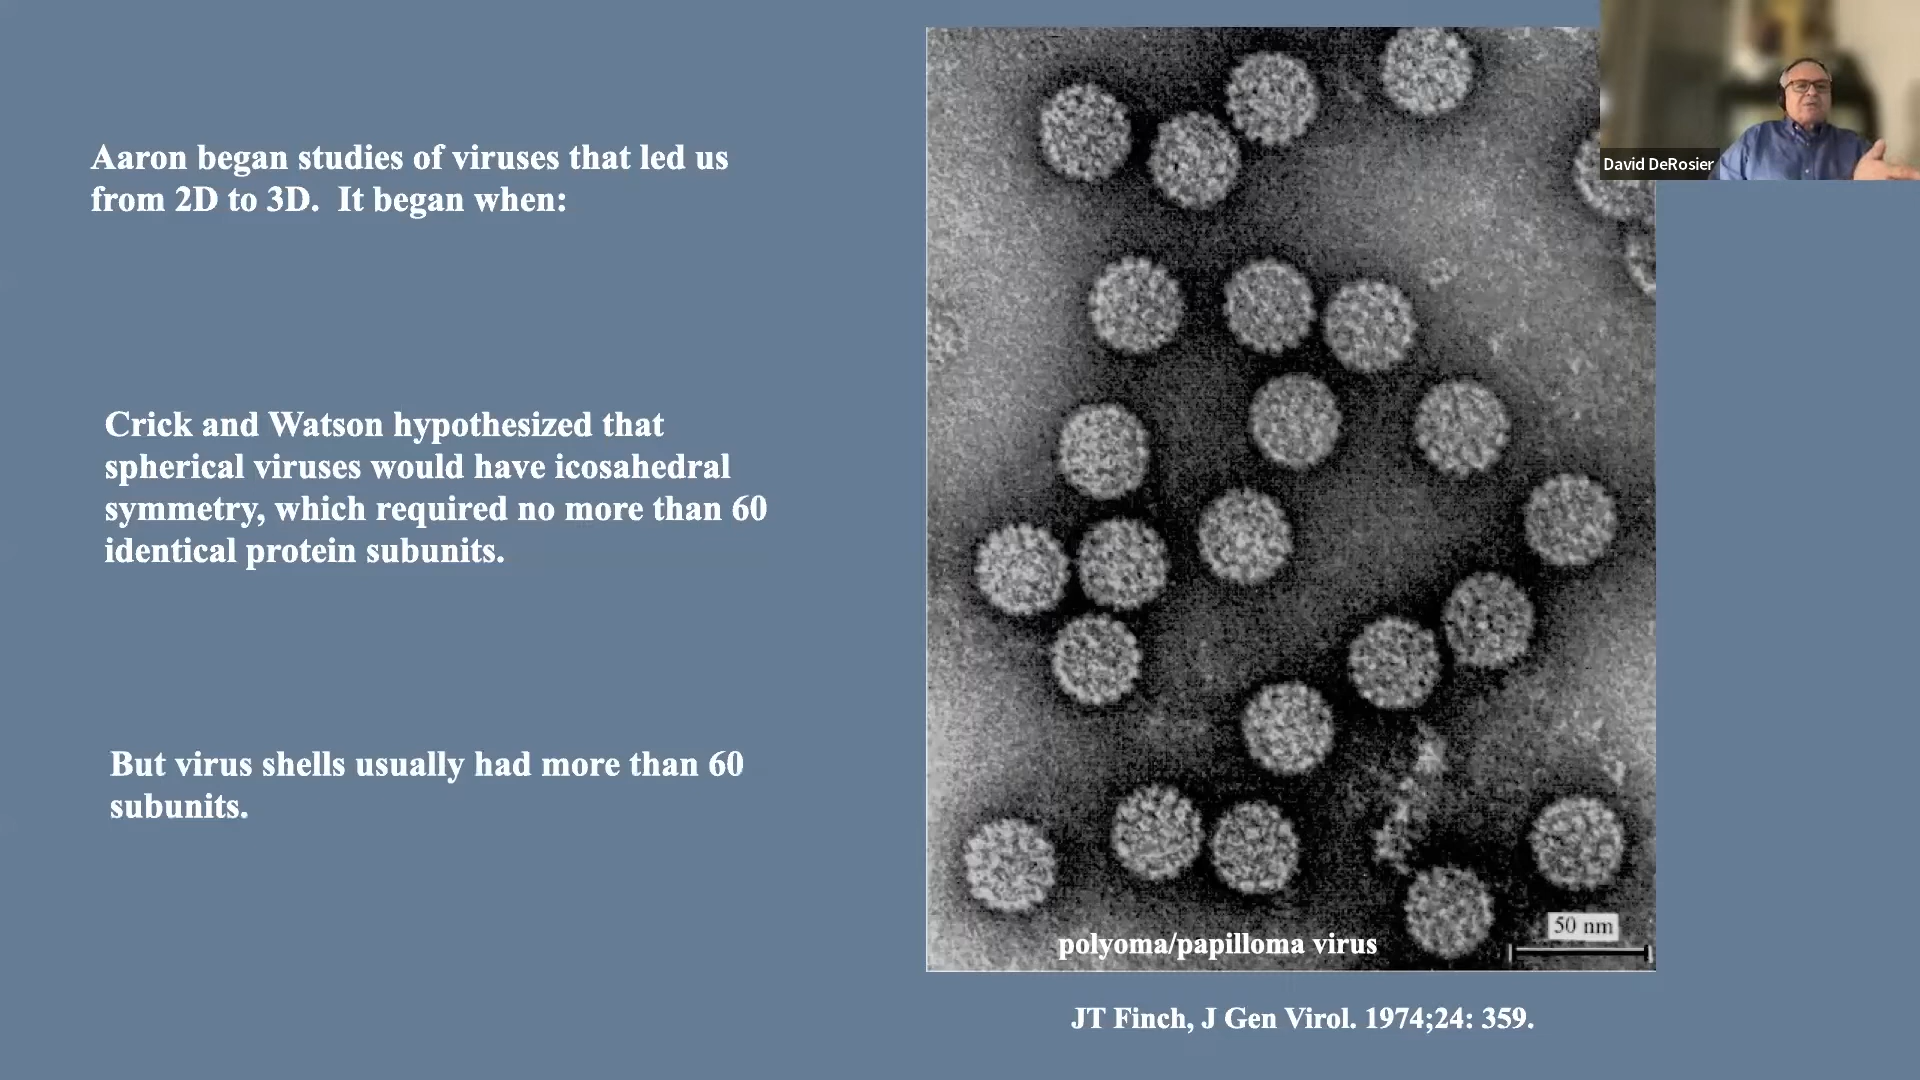 Aaron began studies of viruses that led us
from 2D to 3D.  It began when:
Crick and Watson hypothesized that
spherical viruses would have icosahedral
symmetry, which required no more than 60
identical protein subunits.
But virus shells usually had more than 60
subunits.
David DeRosier
50 nm
polyoma/papilloma virus
JT Finch, J Gen Virol. 1974;24: 359.